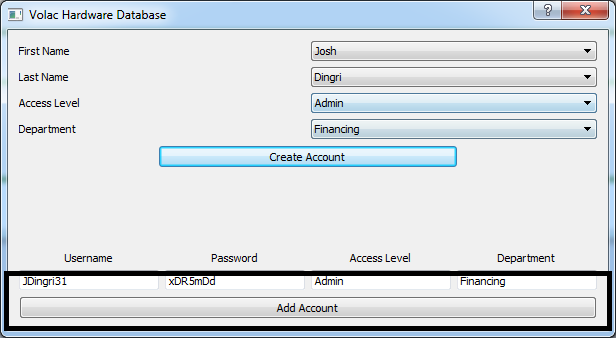 Volac Hardware Database
First Name Josh
Last Name Dingri
Access Level Admin
Department Financing
Create Account
Username Password Access Level Department
JDingri31 xDR5mDd Admin Financing
Add Account